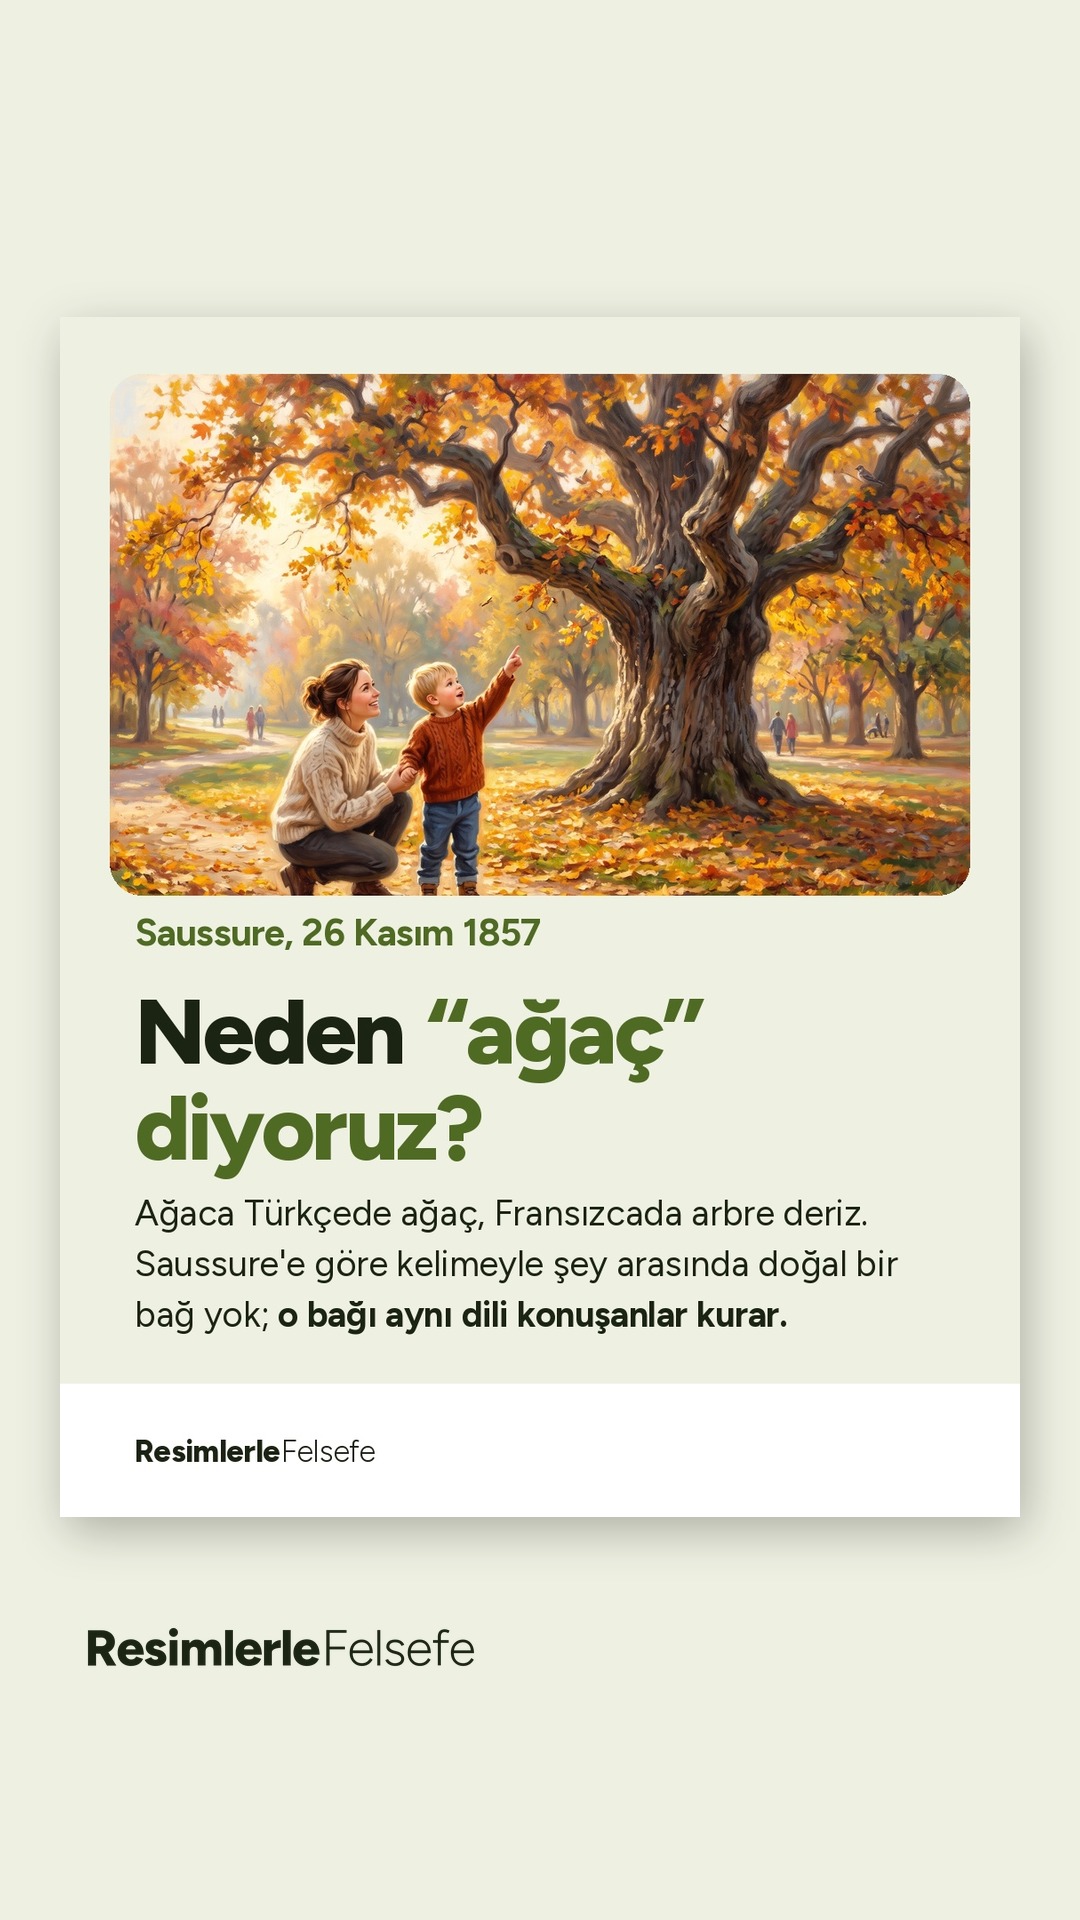 Saussure, 26 Kasım 1857
Neden “ağaç”
diyoruz?
Ağaca Türkçede ağaç, Fransızcada arbre deriz.
Saussure'e göre kelimeyle şey arasında doğal bir
bağ yok; o bağı aynı dili konuşanlar kurar.
ResimlerleFelsefe
ResimlerleFelsefe